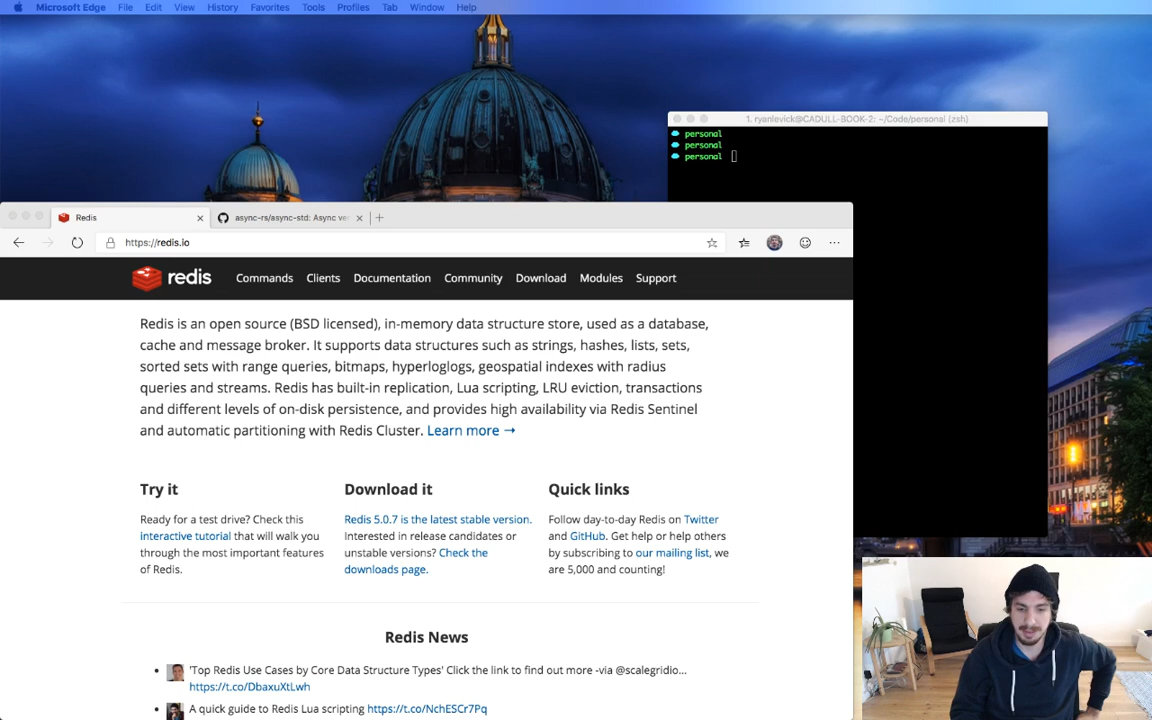 Microsoft Edge File Edit View History Favorites Tools Profiles Tab Window Help
1. ryanlevick@CADULL-BOOK-2: ~/Code/personal (zsh)
personal
personal
personal
Redis
async-rs/async-std: Async ve
https://redis.io
redis Commands Clients Documentation Community Download Modules Support
Redis is an open source (BSD licensed), in-memory data structure store, used as a database,
cache and message broker. It supports data structures such as strings, hashes, lists, sets,
sorted sets with range queries, bitmaps, hyperloglogs, geospatial indexes with radius
queries and streams. Redis has built-in replication, Lua scripting, LRU eviction, transactions
and different levels of on-disk persistence, and provides high availability via Redis Sentinel
and automatic partitioning with Redis Cluster. Learn more →
Try it
Ready for a test drive? Check this
interactive tutorial that will walk you
through the most important features
of Redis.
Download it
Redis 5.0.7 is the latest stable version.
Interested in release candidates or
unstable versions? Check the
downloads page.
Quick links
Follow day-to-day Redis on Twitter
and GitHub. Get help or help others
by subscribing to our mailing list, we
are 5,000 and counting!
Redis News
'Top Redis Use Cases by Core Data Structure Types' Click the link to find out more -via @scalegridio...
https://t.co/DbaxuXtLwh
A quick guide to Redis Lua scripting https://t.co/NchESCr7Pq